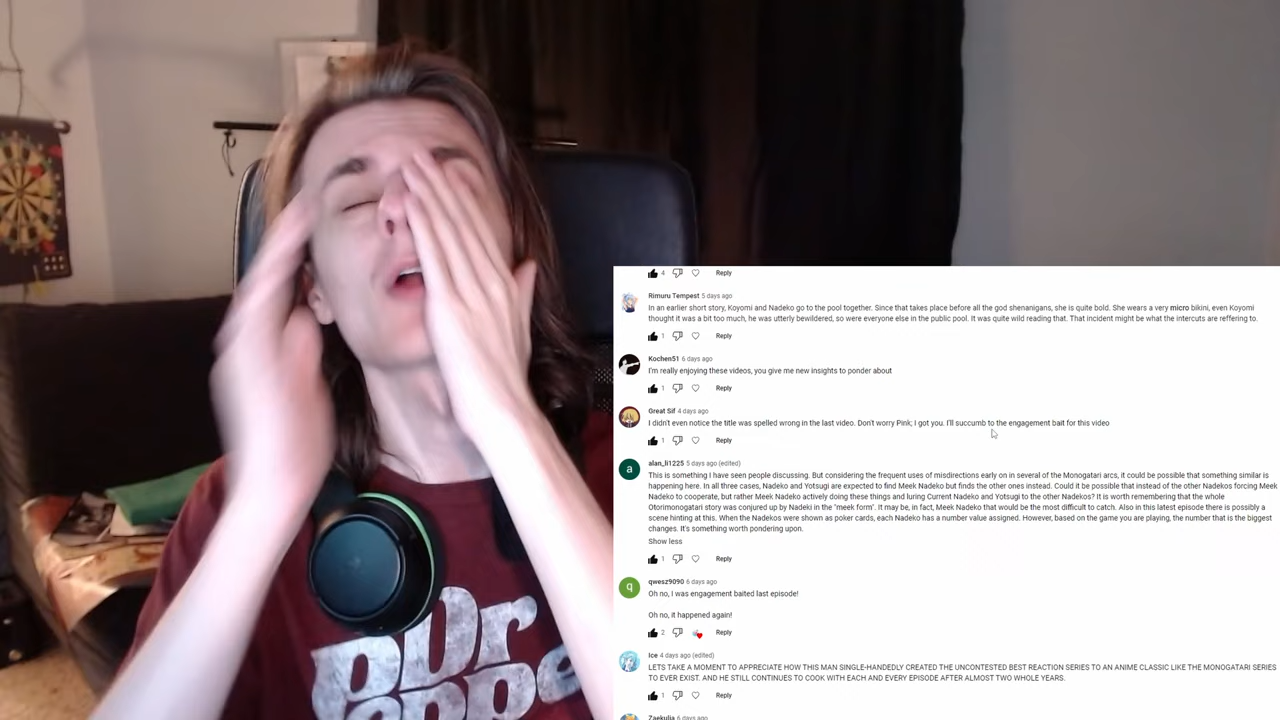 4 Reply
Rimuru Tempest 5 days ago
In an earlier short story, Koyomi and Nadeko go to the pool together. Since that takes place before all the god shenanigans, she is quite bold. She wears a very micro bikini, even Koyomi
thought it was a bit too much, he was utterly bewildered, so were everyone else in the public pool. It was quite wild reading that. That incident might be what the intercuts are reffering to.
1 Reply
Kochen51 6 days ago
I'm really enjoying these videos, you give me new insights to ponder about
1 Reply
Great Sif 4 days ago
I didn't even notice the title was spelled wrong in the last video. Don't worry Pink; I got you. I'll succumb to the engagement bait for this video
1 Reply
a
alan_li1225 5 days ago (edited)
This is something I have seen people discussing. But considering the frequent uses of misdirections early on in several of the Monogatari arcs, it could be possible that something similar is
happening here. In all three cases, Nadeko and Yotsugi are expected to find Meek Nadeko but finds the other ones instead. Could it be possible that instead of the other Nadekos forcing Meek
Nadeko to cooperate, but rather Meek Nadeko actively doing these things and luring Current Nadeko and Yotsugi to the other Nadekos? It is worth remembering that the whole
Otorimonogatari story was conjured up by Nadeki in the "meek form". It may be, in fact, Meek Nadeko that would be the most difficult to catch. Also in this latest episode there is possibly a
scene hinting at this. When the Nadekos were shown as poker cards, each Nadeko has a number value assigned. However, based on the game you are playing, the number that is the biggest
changes. It's something worth pondering upon.
Show less
1 Reply
q
qwesz9090 6 days ago
Oh no, I was engagement baited last episode!
Oh no, it happened again!
2 Reply
Ice 4 days ago (edited)
LETS TAKE A MOMENT TO APPRECIATE HOW THIS MAN SINGLE-HANDEDLY CREATED THE UNCONTESTED BEST REACTION SERIES TO AN ANIME CLASSIC LIKE THE MONOGATARI SERIES
TO EVER EXIST. AND HE STILL CONTINUES TO COOK WITH EACH AND EVERY EPISODE AFTER ALMOST TWO WHOLE YEARS.
1 Reply
Zaekulia 6 days ago